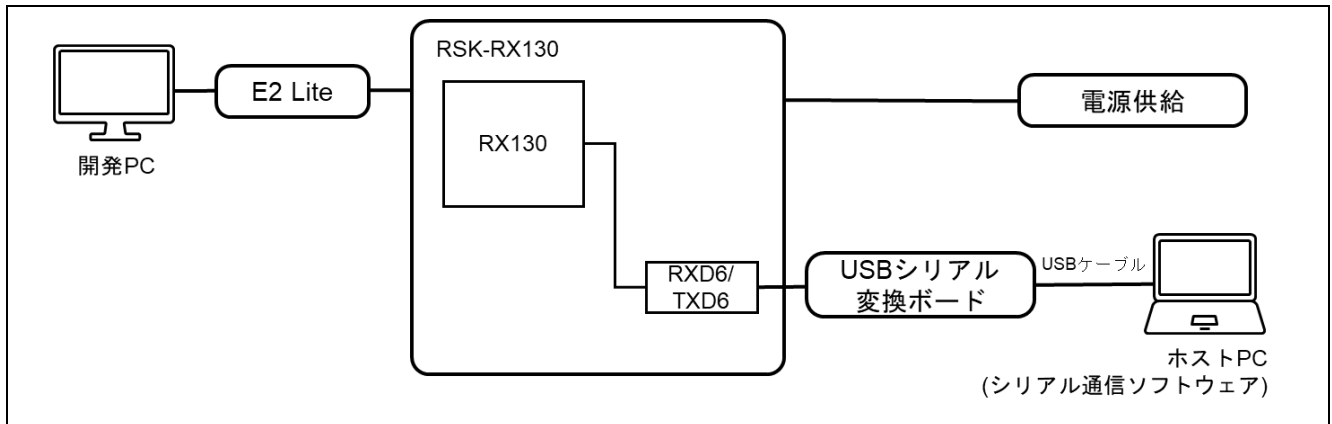 RSK-RX130
E2 Lite
RX130
電源供給
開発PC
RXD6/
TXD6
USBシリアル
変換ボード
USBケーブル
ホストPC
(シリアル通信ソフトウェア)